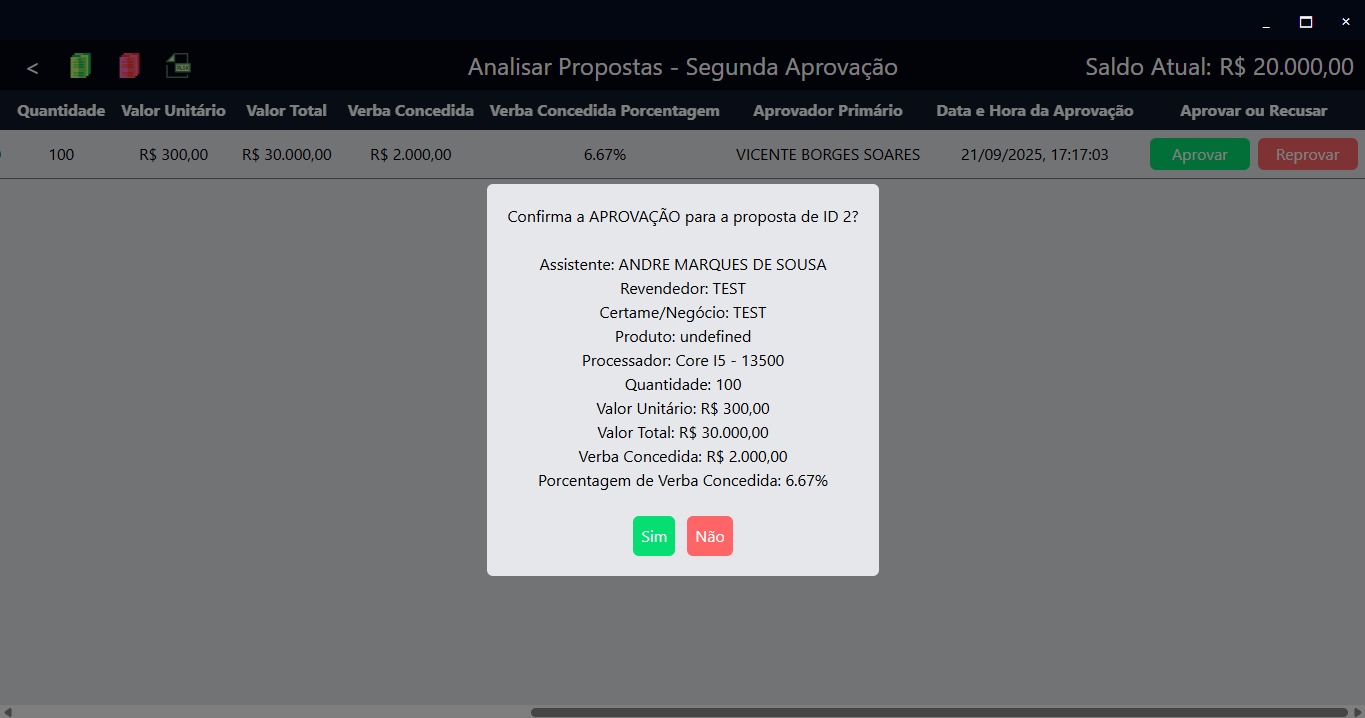 Analisar Propostas - Segunda Aprovação
Saldo Atual: R$ 20.000,00
Quantidade Valor Unitário Valor Total Verba Concedida Verba Concedida Porcentagem Aprovador Primário Data e Hora da Aprovação Aprovar ou Recusar
100 R$ 300,00 R$ 30.000,00 R$ 2.000,00 6.67% VICENTE BORGES SOARES 21/09/2025, 17:17:03 Aprovar Reprovar
Confirma a APROVAÇÃO para a proposta de ID 2?
Assistente: ANDRE MARQUES DE SOUSA
Revendedor: TEST
Certame/Negócio: TEST
Produto: undefined
Processador: Core I5 - 13500
Quantidade: 100
Valor Unitário: R$ 300,00
Valor Total: R$ 30.000,00
Verba Concedida: R$ 2.000,00
Porcentagem de Verba Concedida: 6.67%
Sim Não